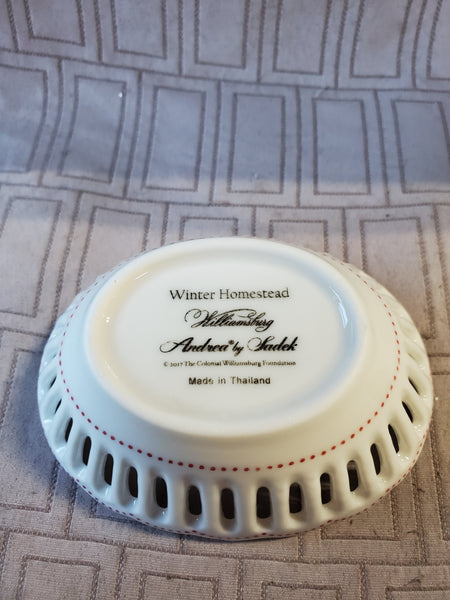 Winter Homestead
Williamsburg
Andrea® by Sadek
© 2017 The Colonial Williamsburg Foundation
Made in Thailand